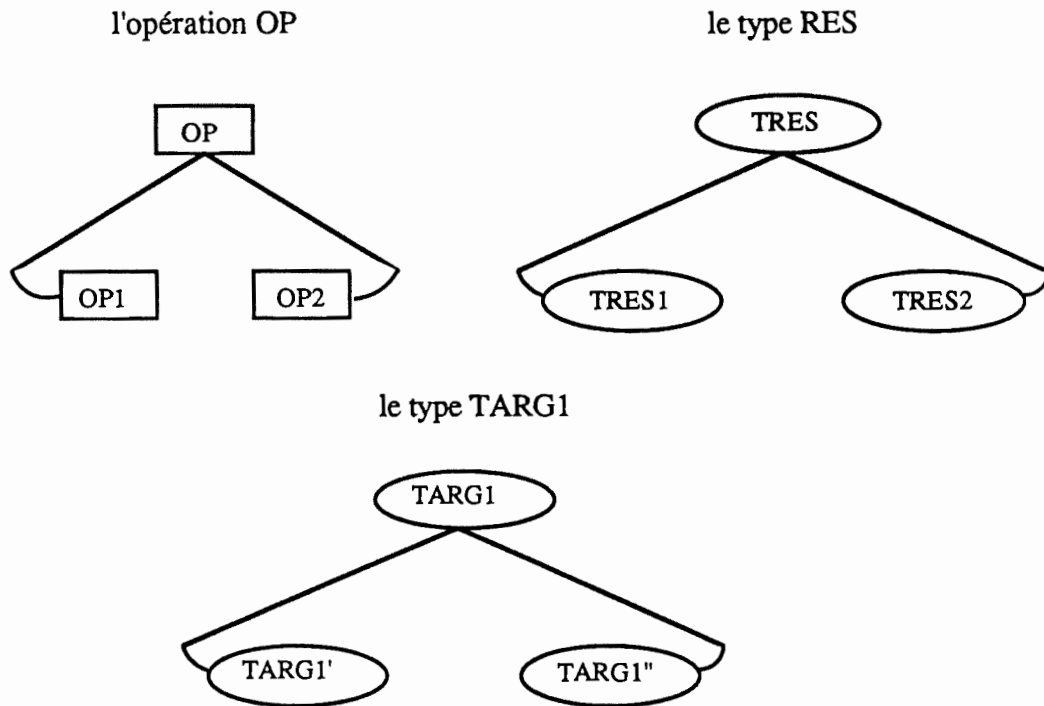 l'opération OP
le type RES
OP
TRES
OP1
OP2
TRES1
TRES2
le type TARG1
TARG1
TARG1'
TARG1"